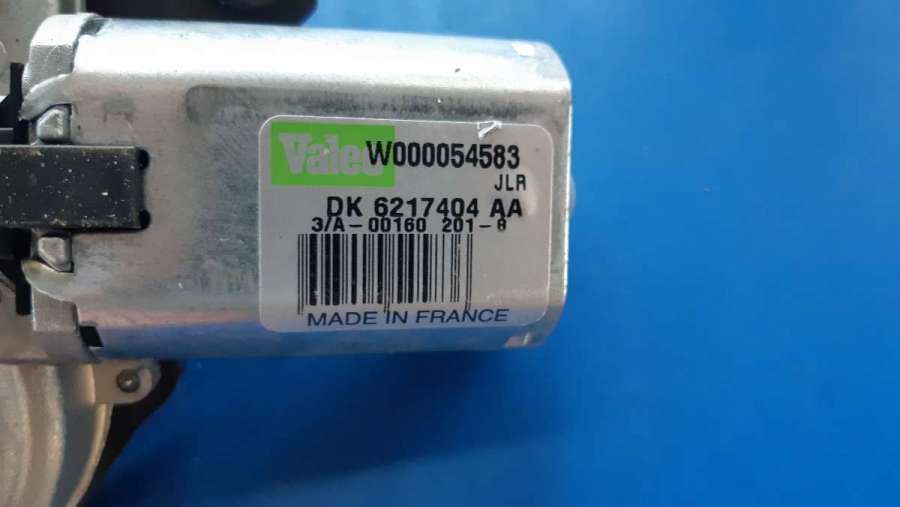 Valeo W000054583
JLR
DK 6217404 AA
3/A-00160 201-8
MADE IN FRANCE